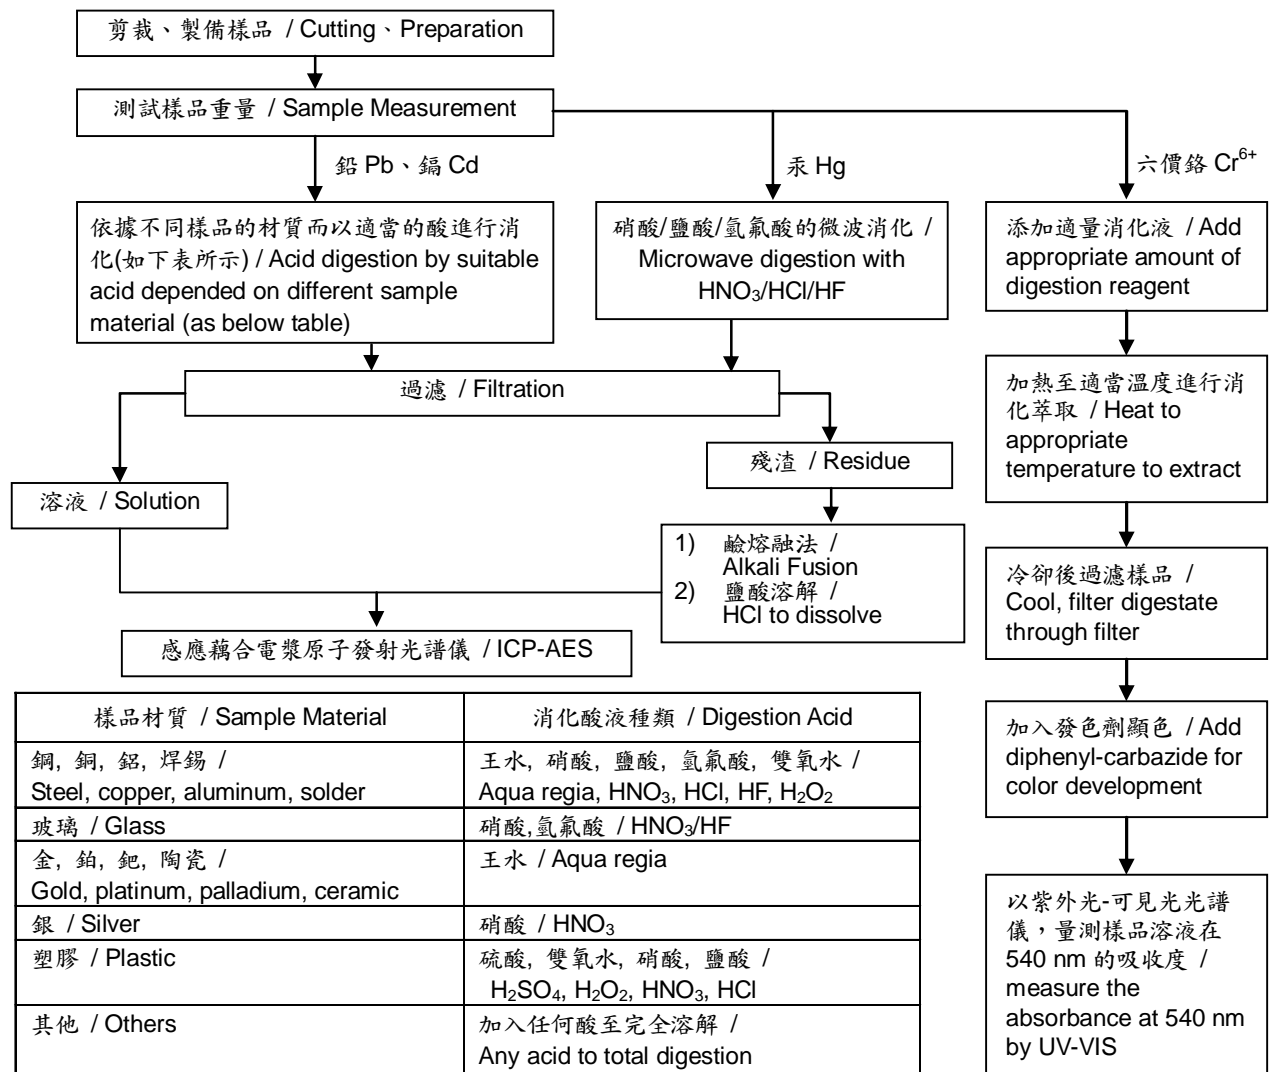 剪裁、製備樣品 / Cutting、Preparation
測試樣品重量 / Sample Measurement
鉛 Pb、鎘 Cd
汞 Hg
六價鉻 Cr⁶⁺
依據不同樣品的材質而以適當的酸進行消
化(如下表所示) / Acid digestion by suitable
acid depended on different sample
material (as below table)
硝酸/鹽酸/氫氟酸的微波消化 /
Microwave digestion with
HNO₃/HCl/HF
添加適量消化液 / Add
appropriate amount of
digestion reagent
過濾 / Filtration
加熱至適當溫度進行消
化萃取 / Heat to
appropriate
temperature to extract
溶液 / Solution
殘渣 / Residue
1) 鹼熔融法 /
Alkali Fusion
2) 鹽酸溶解 /
HCl to dissolve
冷卻後過濾樣品 /
Cool, filter digestate
through filter
感應藕合電漿原子發射光譜儀 / ICP-AES
加入發色劑顯色 / Add
diphenyl-carbazide for
color development
以紫外光-可見光光譜
儀，量測樣品溶液在
540 nm 的吸收度 /
measure the
absorbance at 540 nm
by UV-VIS
樣品材質 / Sample Material
消化酸液種類 / Digestion Acid
鋼, 銅, 鋁, 焊錫 /
Steel, copper, aluminum, solder
王水, 硝酸, 鹽酸, 氫氟酸, 雙氧水 /
Aqua regia, HNO₃, HCl, HF, H₂O₂
玻璃 / Glass
硝酸,氫氟酸 / HNO₃/HF
金, 鉑, 鈀, 陶瓷 /
Gold, platinum, palladium, ceramic
王水 / Aqua regia
銀 / Silver
硝酸 / HNO₃
塑膠 / Plastic
硫酸, 雙氧水, 硝酸, 鹽酸 /
H₂SO₄, H₂O₂, HNO₃, HCl
其他 / Others
加入任何酸至完全溶解 /
Any acid to total digestion